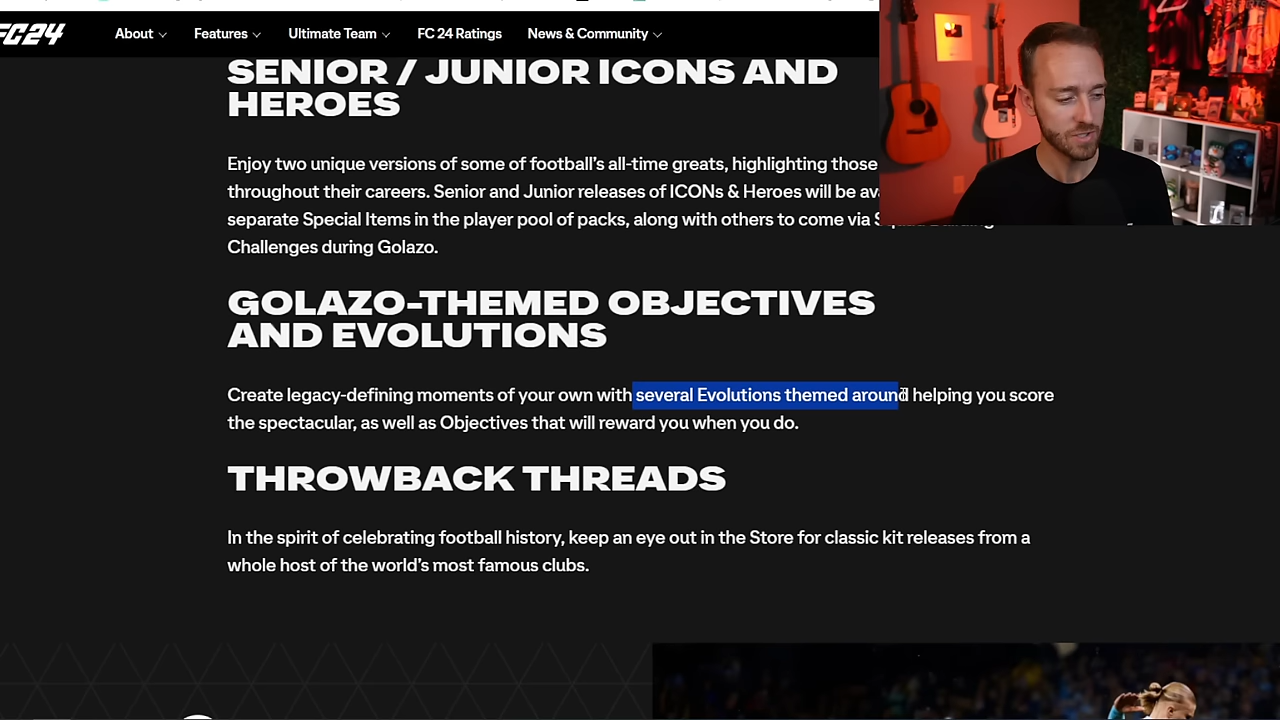 FC24
About
Features
Ultimate Team
FC 24 Ratings
News & Community
SENIOR / JUNIOR ICONS AND
HEROES
Enjoy two unique versions of some of football's all-time greats, highlighting those
throughout their careers. Senior and Junior releases of ICONs & Heroes will be
separate Special Items in the player pool of packs, along with others to come via
Challenges during Golazo.
GOLAZO-THEMED OBJECTIVES
AND EVOLUTIONS
Create legacy-defining moments of your own with several Evolutions themed around helping you score
the spectacular, as well as Objectives that will reward you when you do.
THROWBACK THREADS
In the spirit of celebrating football history, keep an eye out in the Store for classic kit releases from a
whole host of the world's most famous clubs.